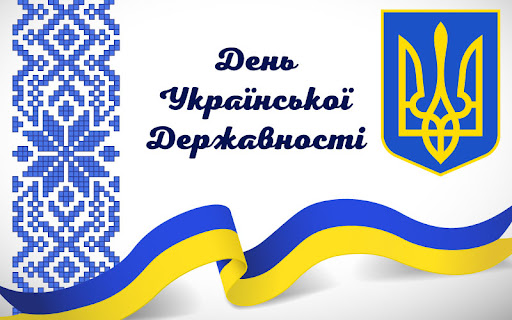 День
Української
Державності